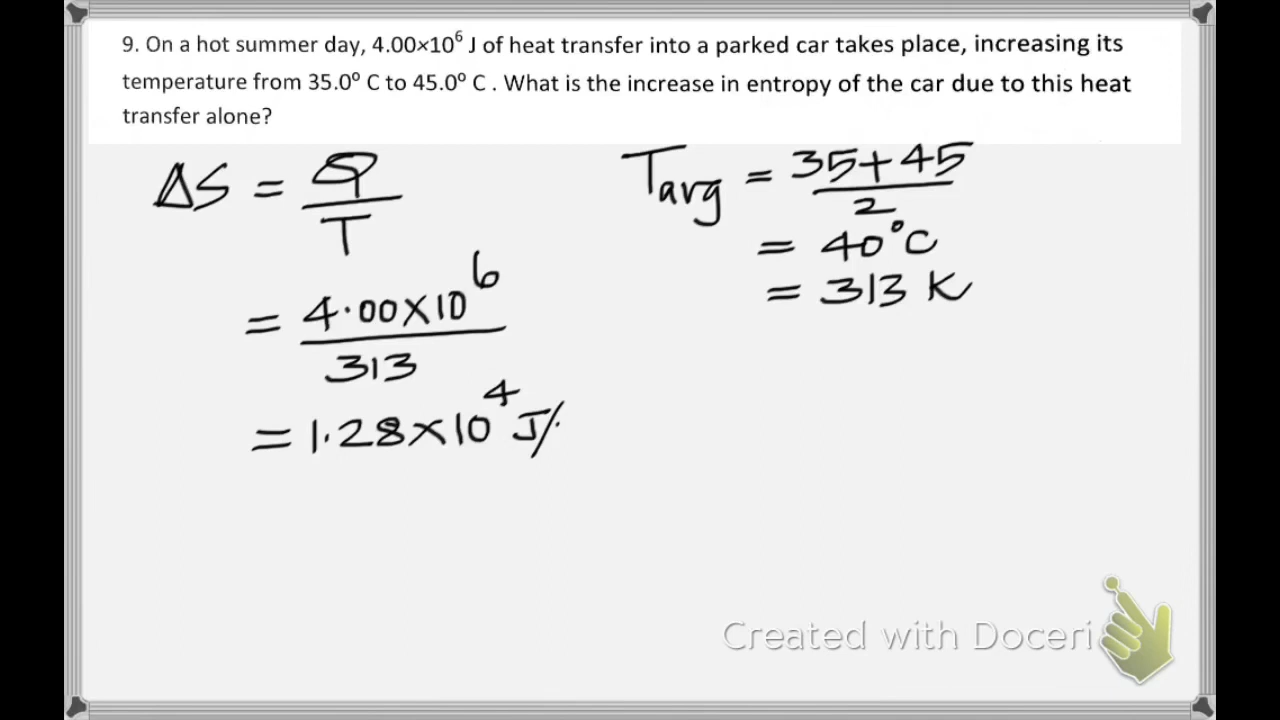 9. On a hot summer day, 4.00×10⁶ J of heat transfer into a parked car takes place, increasing its
temperature from 35.0º C to 45.0º C . What is the increase in entropy of the car due to this heat
transfer alone?
ΔS = Q/T
= 4.00×10⁶/313
= 1.28×10⁴ J/
Tavg = 35+45/2
= 40°C
= 313 K
Created with Doceri